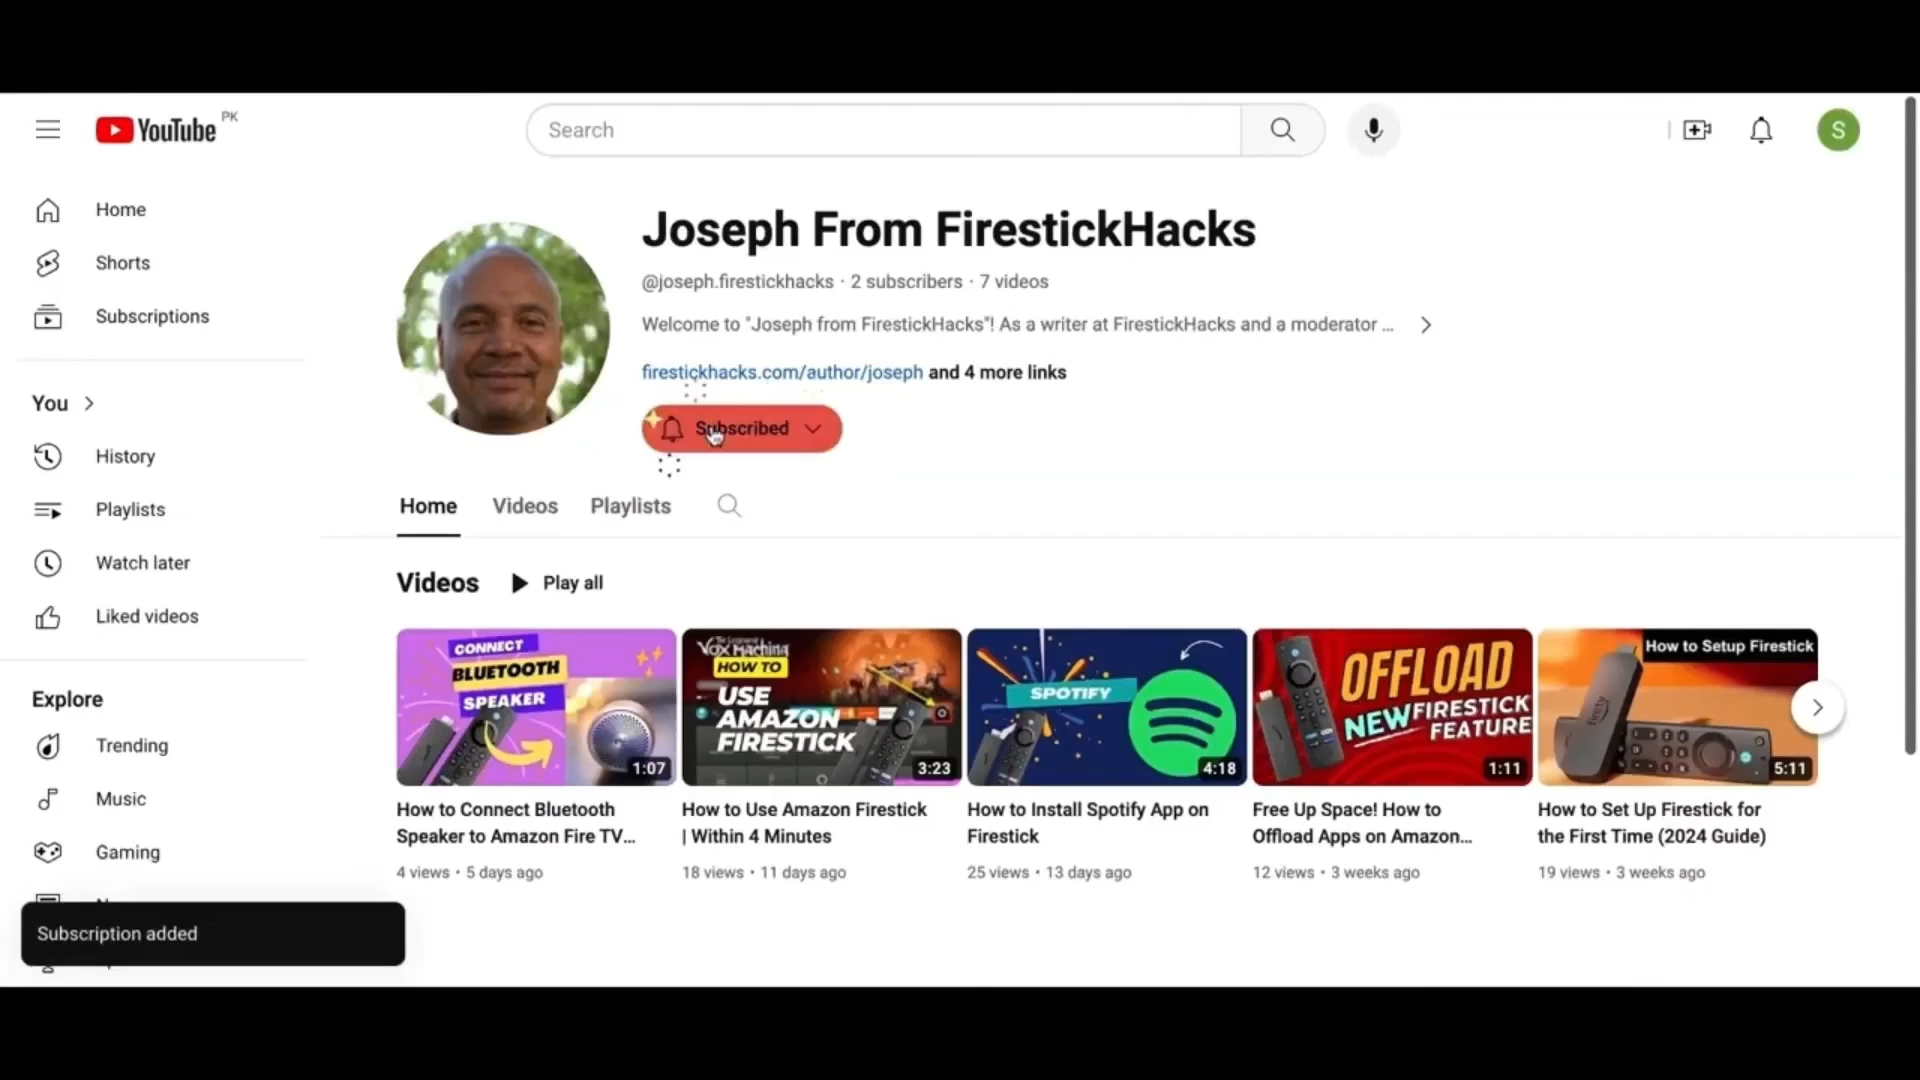 YouTube PK
Search
S
Home
Shorts
Subscriptions
You
History
Playlists
Watch later
Liked videos
Explore
Trending
Music
Gaming
Subscription added
Joseph From FirestickHacks
@joseph.firestickhacks · 2 subscribers · 7 videos
Welcome to "Joseph from FirestickHacks"! As a writer at FirestickHacks and a moderator ...
firestickhacks.com/author/joseph and 4 more links
Subscribed
Home Videos Playlists
Videos Play all
CONNECT
BLUETOOTH
SPEAKER
1:07
How to Connect Bluetooth
Speaker to Amazon Fire TV...
4 views • 5 days ago
The Legend of
VOX Machina
HOW TO
USE
AMAZON
FIRESTICK
3:23
How to Use Amazon Firestick
| Within 4 Minutes
18 views • 11 days ago
SPOTIFY
4:18
How to Install Spotify App on
Firestick
25 views • 13 days ago
OFFLOAD
NEW FIRESTICK
FEATURE
1:11
Free Up Space! How to
Offload Apps on Amazon...
12 views • 3 weeks ago
How to Setup Firestick
5:11
How to Set Up Firestick for
the First Time (2024 Guide)
19 views • 3 weeks ago